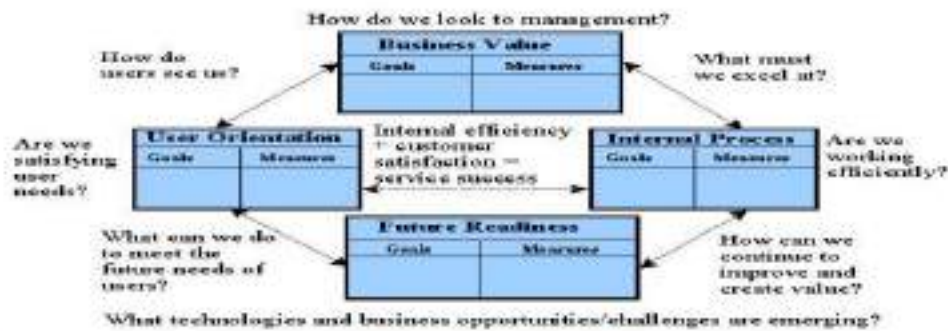 How do we look to management?
Business Value
Goals Measures
How do
users see us?
What must
we excel at?
Are we
satisfying
user
needs?
User Orientation
Goals Measures
Internal efficiency
+ customer
satisfaction =
service success
Internal Process
Goals Measures
Are we
working
efficiently?
What can we do
to meet the
future needs of
users?
Future Readiness
Goals Measures
How can we
continue to
improve and
create value?
What technologies and business opportunities/challenges are emerging?